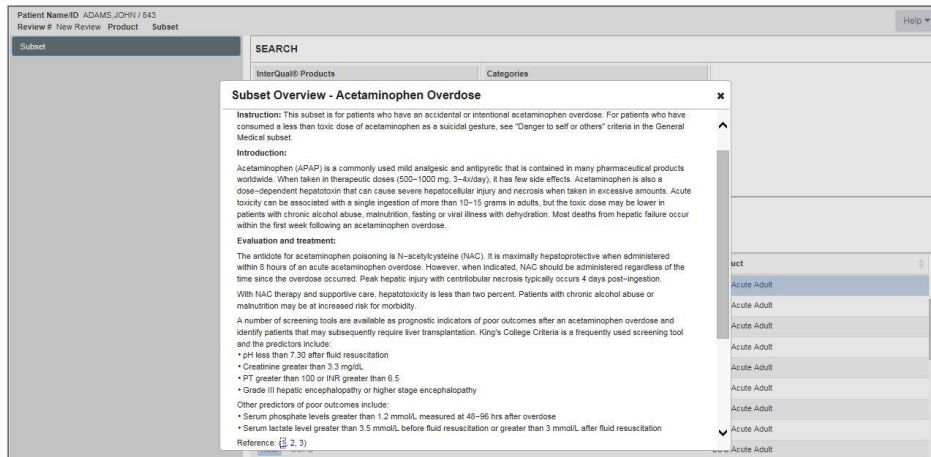 Patient Name/ID ADAMS,JOHN / 843
Review # New Review Product Subset
Help
Subset
SEARCH
InterQual® Products
Categories
Subset Overview - Acetaminophen Overdose
×
Instruction: This subset is for patients who have an accidental or intentional acetaminophen overdose. For patients who have
consumed a less than toxic dose of acetaminophen as a suicidal gesture, see "Danger to self or others" criteria in the General
Medical subset.
Introduction:
Acetaminophen (APAP) is a commonly used mild analgesic and antipyretic that is contained in many pharmaceutical products
worldwide. When taken in therapeutic doses (500–1000 mg, 3–4x/day), it has few side effects. Acetaminophen is also a
dose–dependent hepatotoxin that can cause severe hepatocellular injury and necrosis when taken in excessive amounts. Acute
toxicity can be associated with a single ingestion of more than 10–15 grams in adults, but the toxic dose may be lower in
patients with chronic alcohol abuse, malnutrition, fasting or viral illness with dehydration. Most deaths from hepatic failure occur
within the first week following an acetaminophen overdose.
Evaluation and treatment:
The antidote for acetaminophen poisoning is N–acetylcysteine (NAC). It is maximally hepatoprotective when administered
within 8 hours of an acute acetaminophen overdose. However, when indicated, NAC should be administered regardless of the
time since the overdose occurred. Peak hepatic injury with centrilobular necrosis typically occurs 4 days post–ingestion.
With NAC therapy and supportive care, hepatotoxicity is less than two percent. Patients with chronic alcohol abuse or
malnutrition may be at increased risk for morbidity.
A number of screening tools are available as prognostic indicators of poor outcomes after an acetaminophen overdose and
identify patients that may subsequently require liver transplantation. King's College Criteria is a frequently used screening tool
and the predictors include:
• pH less than 7.30 after fluid resuscitation
• Creatinine greater than 3.3 mg/dL
• PT greater than 100 or INR greater than 6.5
• Grade III hepatic encephalopathy or higher stage encephalopathy
Other predictors of poor outcomes include:
• Serum phosphate levels greater than 1.2 mmol/L measured at 48–96 hrs after overdose
• Serum lactate level greater than 3.5 mmol/L before fluid resuscitation or greater than 3 mmol/L after fluid resuscitation
Reference: (1, 2, 3)
uct
Acute Adult
Acute Adult
Acute Adult
Acute Adult
Acute Adult
Acute Adult
Acute Adult
Acute Adult
Acute Adult